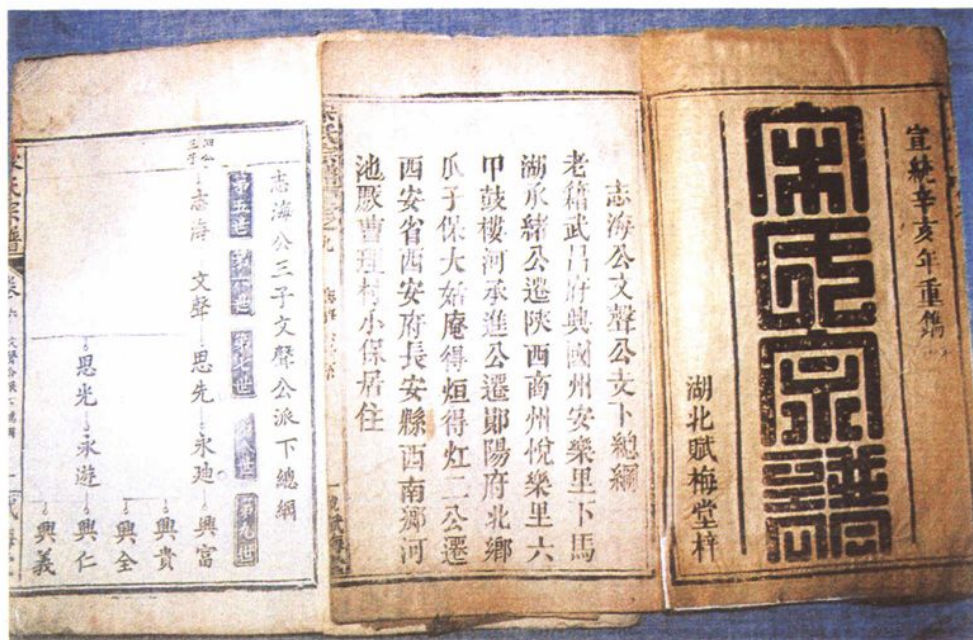 宣統辛亥年重鐫
宋氏宗譜
湖北賦梅堂梓
志海公文聲公支下總綱
老籍武昌府興國州安樂里下馬
湖承緒公遷陝西商州悅樂里六
甲鼓樓河承進公遷鄖陽府北鄉
爪子保大始庵得烜得灴二公遷
西安省西安府長安縣西南鄉河
池厫曹理村小保居住
志海公三子文聲公派下總綱
第五世 第六世 第七世 第八世 第九世
志海 文聲 思先 永廸 興富
興貴
興全
思光 永遊 興仁
興義
宋氏宗譜